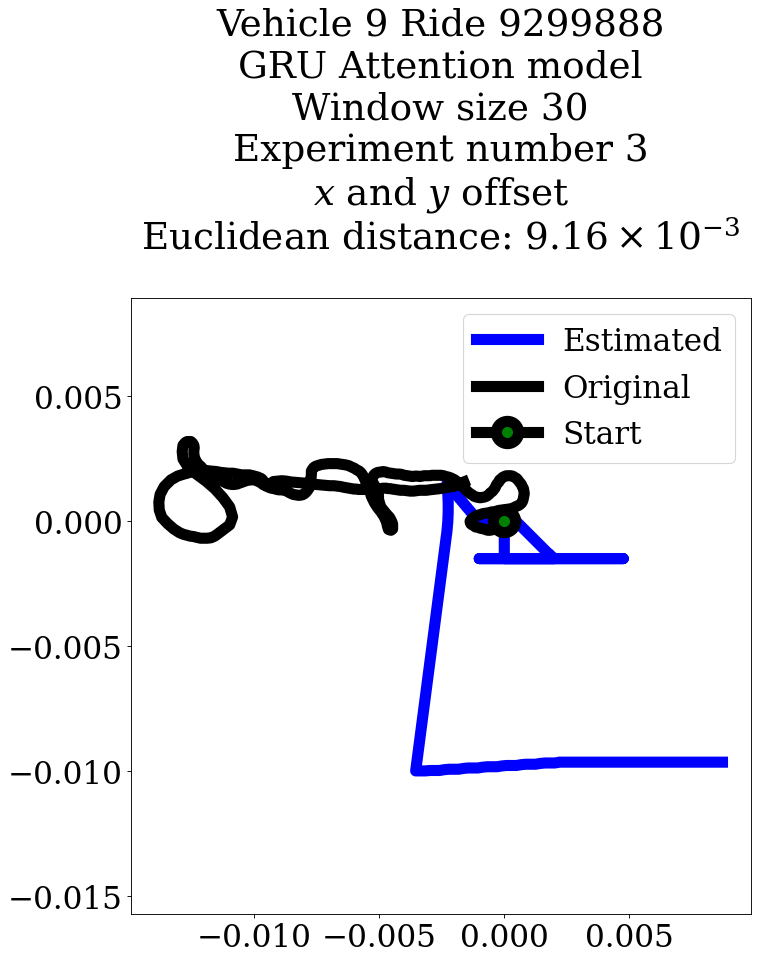 Vehicle 9 Ride 9299888
GRU Attention model
Window size 30
Experiment number 3
x and y offset
Euclidean distance: 9.16 × 10⁻³
Estimated
Original
Start
0.005
0.000
−0.005
−0.010
−0.015
−0.010 −0.005 0.000 0.005